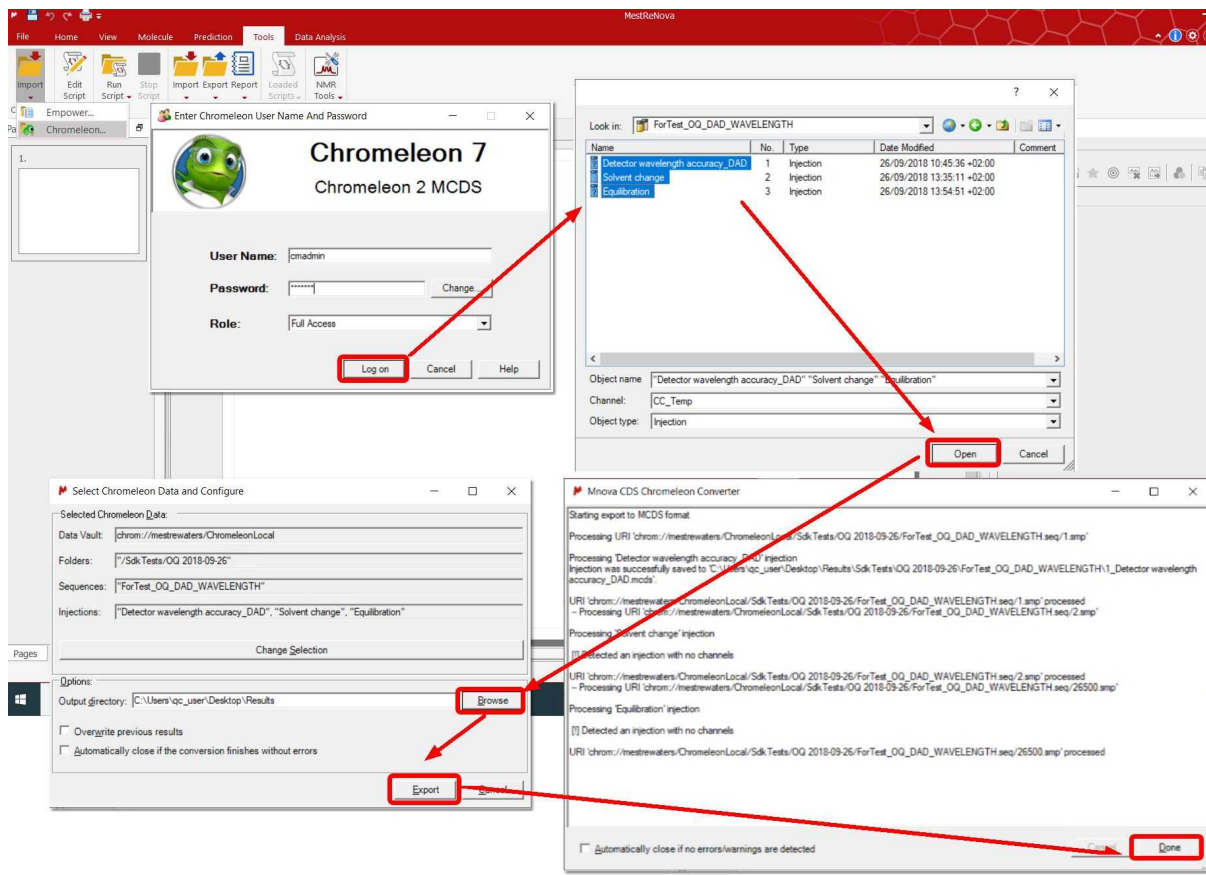 MestReNova
File Home View Molecule Prediction Tools Data Analysis
Import
Edit Script
Run Script
Stop Script
Import Export Report
Loaded Scripts
NMR Tools
Empower...
Chromeleon...
1.
Pages
Enter Chromeleon User Name And Password
Chromeleon 7
Chromeleon 2 MCDS
User Name: cmadmin
Password: *******
Change...
Role: Full Access
Log on Cancel Help
Look in: ForTest_OQ_DAD_WAVELENGTH
Name No. Type Date Modified Comment
Detector wavelength accuracy_DAD 1 Injection 26/09/2018 10:45:36 +02:00
Solvent change 2 Injection 26/09/2018 13:35:11 +02:00
Equilibration 3 Injection 26/09/2018 13:54:51 +02:00
Object name "Detector wavelength accuracy_DAD" "Solvent change" "Equilibration"
Channel: CC_Temp
Object type: Injection
Open Cancel
Select Chromeleon Data and Configure
Selected Chromeleon Data:
Data Vault: chrom://mestrewaters/ChromeleonLocal
Folders: "/SdkTests/OQ 2018-09-26"
Sequences: "ForTest_OQ_DAD_WAVELENGTH"
Injections: "Detector wavelength accuracy_DAD", "Solvent change", "Equilibration"
Change Selection
Options:
Output directory: C:\Users\qc_user\Desktop\Results Browse
Overwrite previous results
Automatically close if the conversion finishes without errors
Export Cancel
Mnova CDS Chromeleon Converter
Starting export to MCDS format
Processing URI 'chrom://mestrewaters/ChromeleonLocal/SdkTests/OQ 2018-09-26/ForTest_OQ_DAD_WAVELENGTH.seq/1.smp'
Processing 'Detector wavelength accuracy_DAD' injection
Injection was successfully saved to 'C:\Users\qc_user\Desktop\Results\SdkTests\OQ 2018-09-26\ForTest_OQ_DAD_WAVELENGTH\1_Detector wavelength
accuracy_DAD.mcds'.
URI 'chrom://mestrewaters/ChromeleonLocal/SdkTests/OQ 2018-09-26/ForTest_OQ_DAD_WAVELENGTH.seq/1.smp' processed
-- Processing URI 'chrom://mestrewaters/ChromeleonLocal/SdkTests/OQ 2018-09-26/ForTest_OQ_DAD_WAVELENGTH.seq/2.smp'
Processing 'Solvent change' injection
[!] Detected an injection with no channels
URI 'chrom://mestrewaters/ChromeleonLocal/SdkTests/OQ 2018-09-26/ForTest_OQ_DAD_WAVELENGTH.seq/2.smp' processed
-- Processing URI 'chrom://mestrewaters/ChromeleonLocal/SdkTests/OQ 2018-09-26/ForTest_OQ_DAD_WAVELENGTH.seq/26500.smp'
Processing 'Equilibration' injection
[!] Detected an injection with no channels
URI 'chrom://mestrewaters/ChromeleonLocal/SdkTests/OQ 2018-09-26/ForTest_OQ_DAD_WAVELENGTH.seq/26500.smp' processed
Automatically close if no errors/warnings are detected
Cancel Done